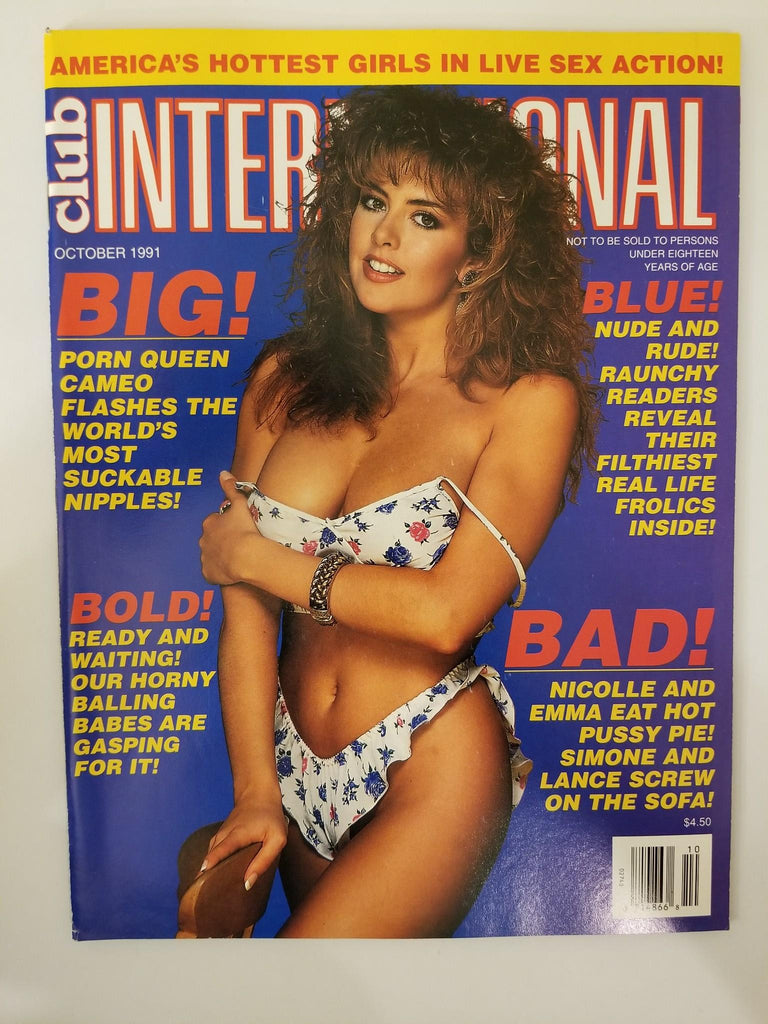 AMERICA'S HOTTEST GIRLS IN LIVE SEX ACTION!
club
OCTOBER 1991
NOT TO BE SOLD TO PERSONS
UNDER EIGHTEEN
YEARS OF AGE
BIG!
PORN QUEEN
CAMEO
FLASHES THE
WORLD'S
MOST
SUCKABLE
NIPPLES!
BLUE!
NUDE AND
RUDE!
RAUNCHY
READERS
REVEAL
THEIR
FILTHIEST
REAL LIFE
FROLICS
INSIDE!
BOLD!
READY AND
WAITING!
OUR HORNY
BALLING
BABES ARE
GASPING
FOR IT!
BAD!
NICOLLE AND
EMMA EAT HOT
PUSSY PIE!
SIMONE AND
LANCE SCREW
ON THE SOFA!
$4.50
10